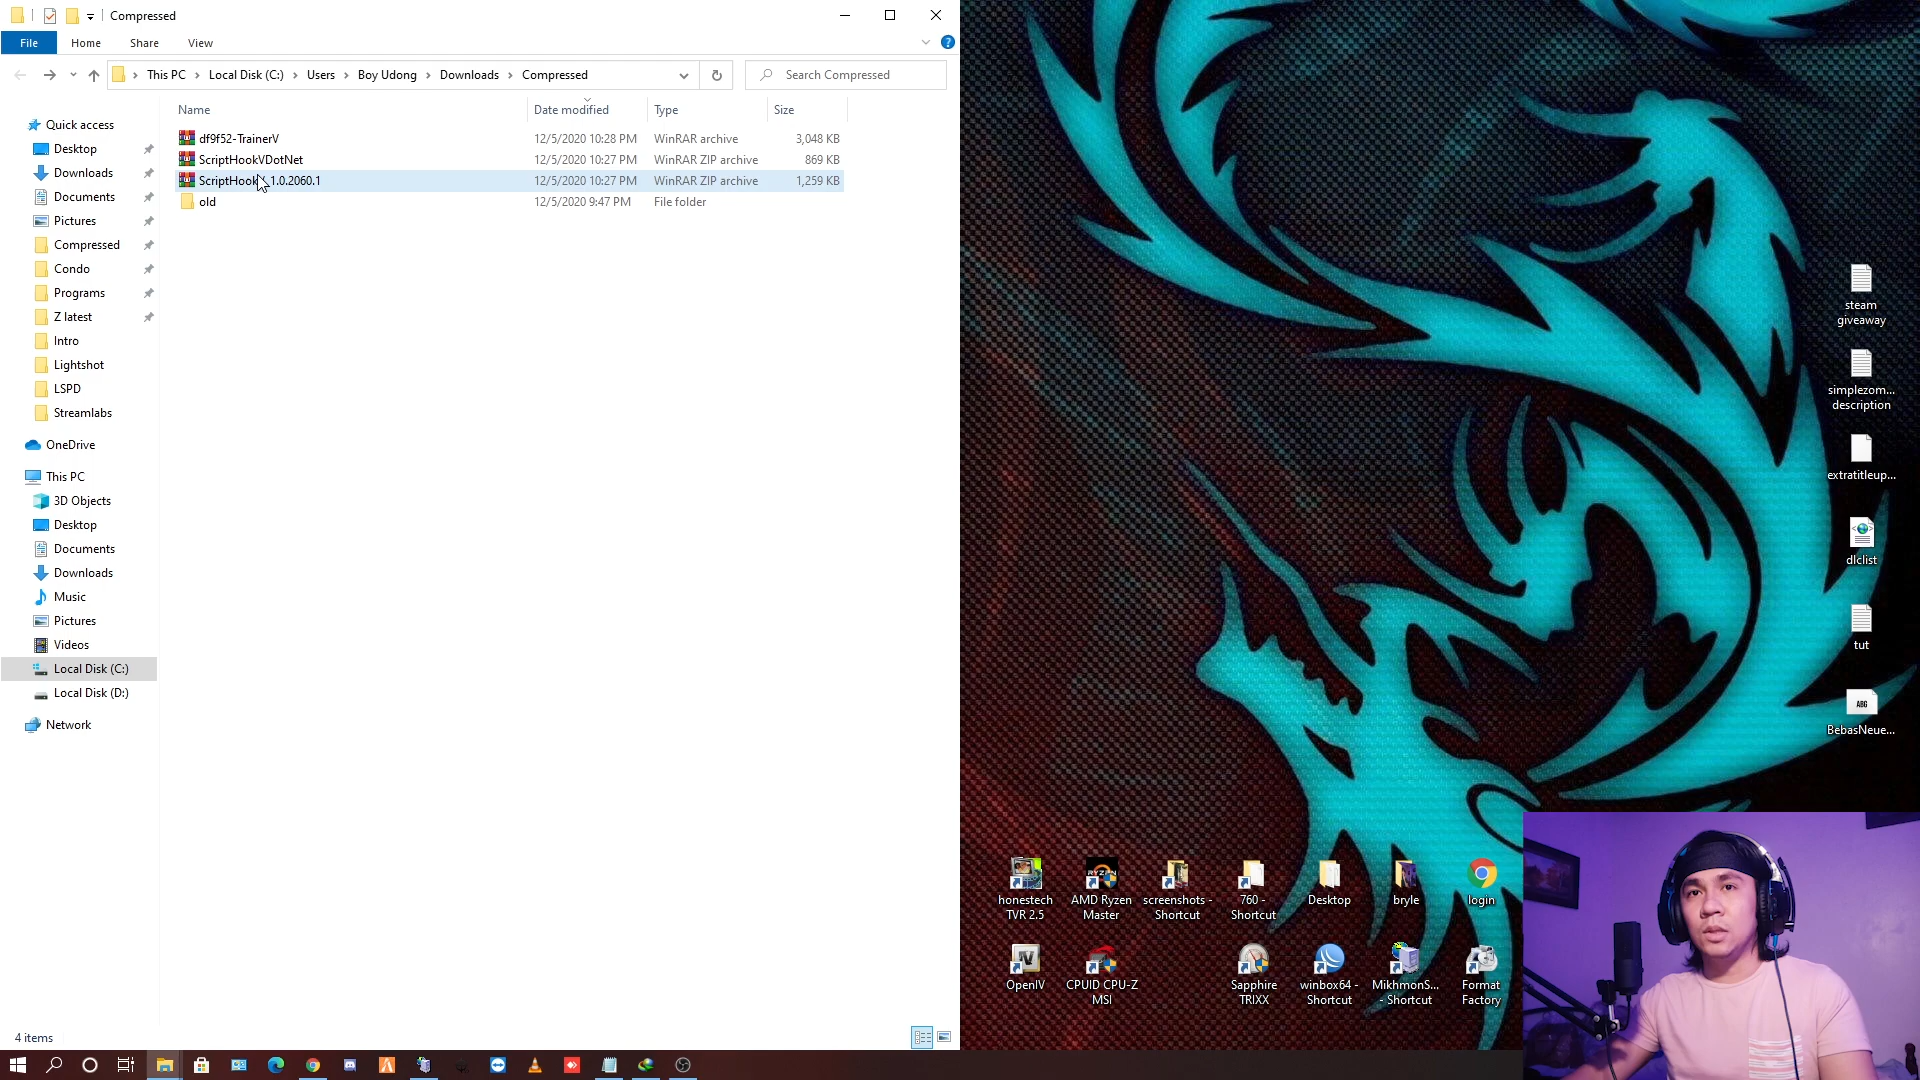 Compressed
File
Home
Share
View
This PC
Local Disk (C:)
Users
Boy Udong
Downloads
Compressed
Search Compressed
Name
Date modified
Type
Size
df9f52-TrainerV
12/5/2020 10:28 PM
WinRAR archive
3,048 KB
ScriptHookVDotNet
12/5/2020 10:27 PM
WinRAR ZIP archive
869 KB
ScriptHookV_1.0.2060.1
12/5/2020 10:27 PM
WinRAR ZIP archive
1,259 KB
old
12/5/2020 9:47 PM
File folder
Quick access
Desktop
Downloads
Documents
Pictures
Compressed
Condo
Programs
Z latest
Intro
Lightshot
LSPD
Streamlabs
OneDrive
This PC
3D Objects
Desktop
Documents
Downloads
Music
Pictures
Videos
Local Disk (C:)
Local Disk (D:)
Network
4 items
steam
giveaway
simplezom...
description
extratitleup...
dlclist
tut
ABG
BebasNeue...
honestech
TVR 2.5
AMD Ryzen
Master
screenshots -
Shortcut
760 -
Shortcut
Desktop
bryle
login
OpenIV
CPUID CPU-Z
MSI
Sapphire
TRIXX
winbox64 -
Shortcut
MikhmonS...
- Shortcut
Format
Factory